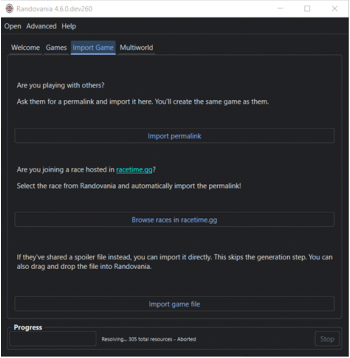 Randovania 4.6.0.dev260
Open Advanced Help
Welcome Games Import Game Multiworld
Are you playing with others?
Ask them for a permalink and import it here. You'll create the same game as them.
Import permalink
Are you joining a race hosted in racetime.gg?
Select the race from Randovania and automatically import the permalink!
Browse races in racetime.gg
If they've shared a spoiler file instead, you can import it directly. This skips the generation step. You can
also drag and drop the file into Randovania.
Import game file
Progress
Resolving... 305 total resources - Aborted
Stop